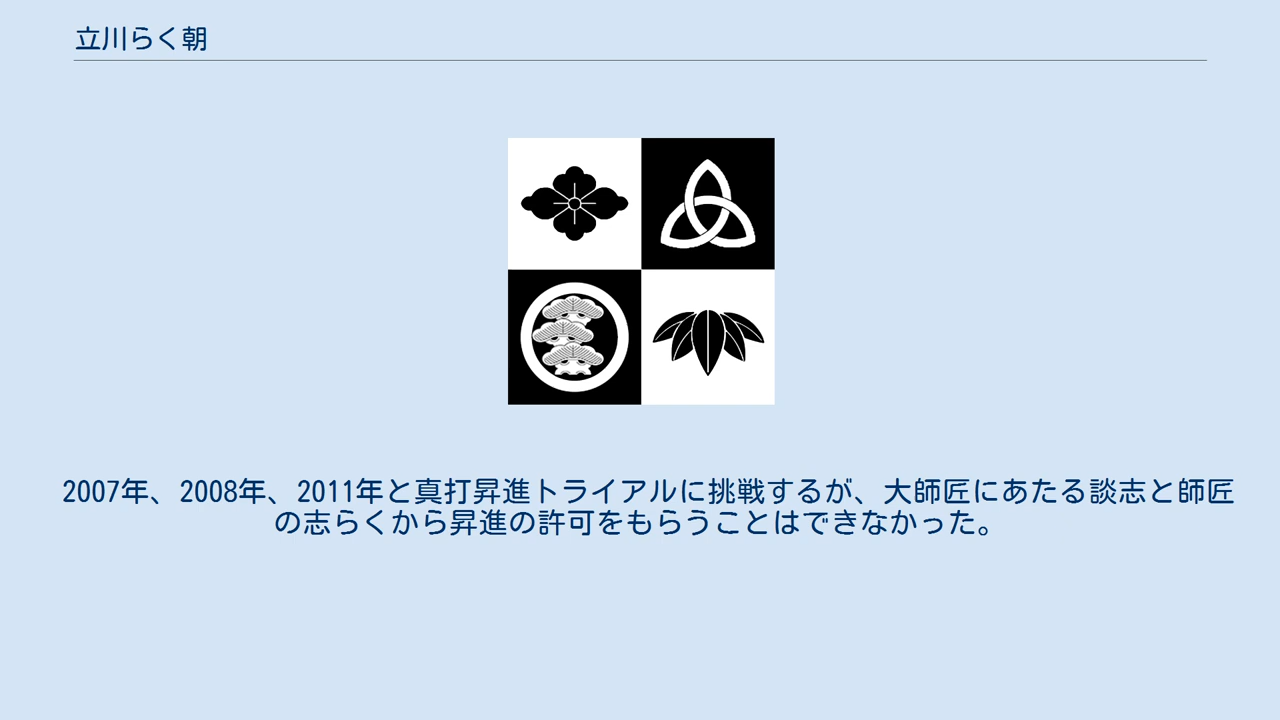 立川らく朝
2007年、2008年、2011年と真打昇進トライアルに挑戦するが、大師匠にあたる談志と師匠
の志らくから昇進の許可をもらうことはできなかった。